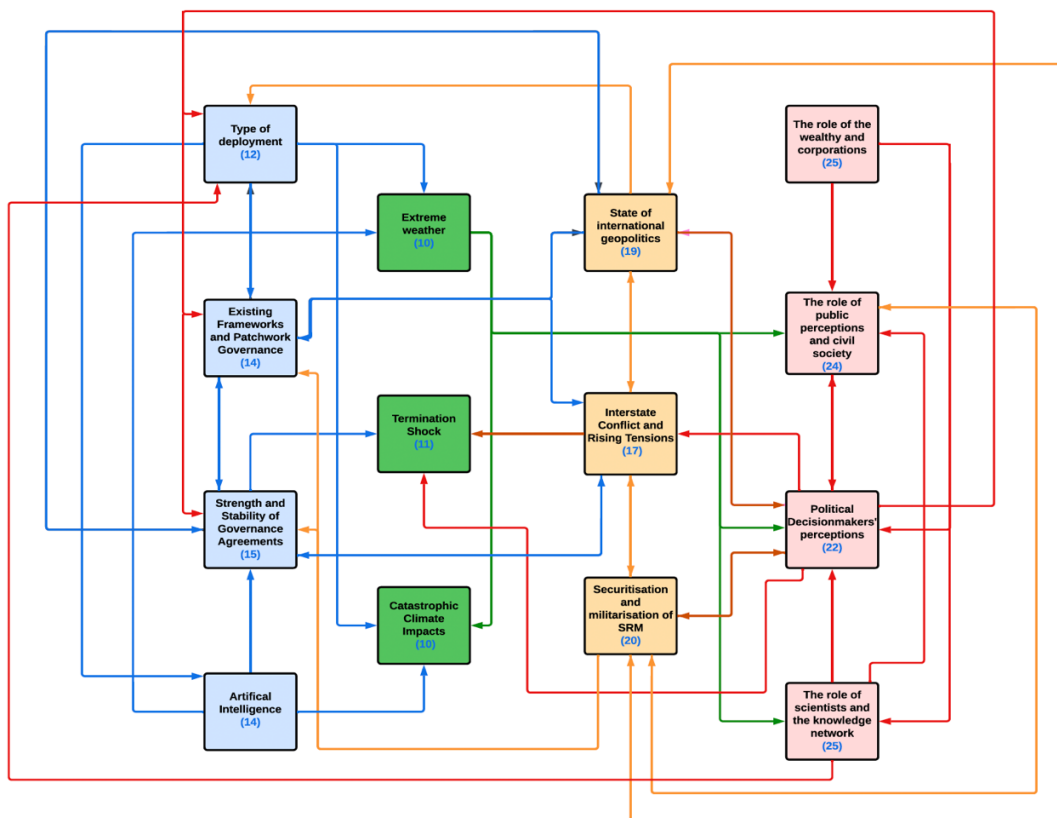 Type of
deployment
(12)
Existing
Frameworks
and Patchwork
Governance
(14)
Strength and
Stability of
Governance
Agreements
(15)
Artifical
Intelligence
(14)
Extreme
weather
(10)
Termination
Shock
(11)
Catastrophic
Climate
Impacts
(10)
State of
international
geopolitics
(19)
Interstate
Conflict and
Rising Tensions
(17)
Securitisation
and
militarisation of
SRM
(20)
The role of the
wealthy and
corporations
(25)
The role of
public
perceptions
and civil
society
(24)
Political
Decisionmakers'
perceptions
(22)
The role of
scientists and
the knowledge
network
(25)